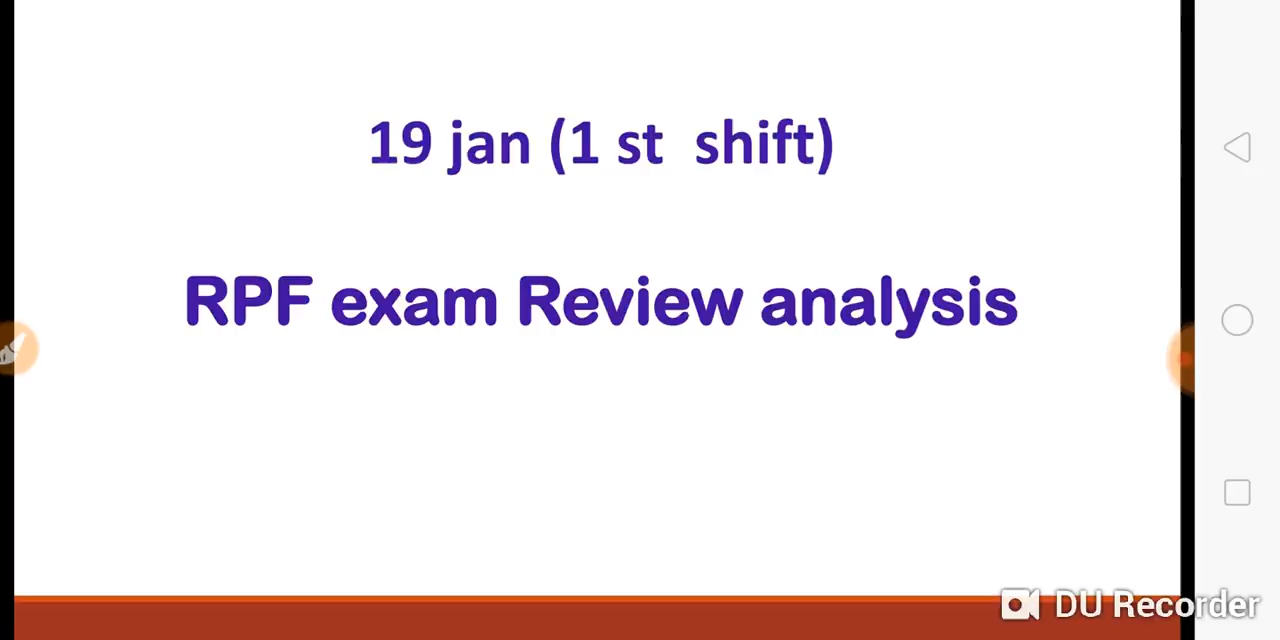 19 jan (1 st shift)
RPF exam Review analysis
DU Recorder